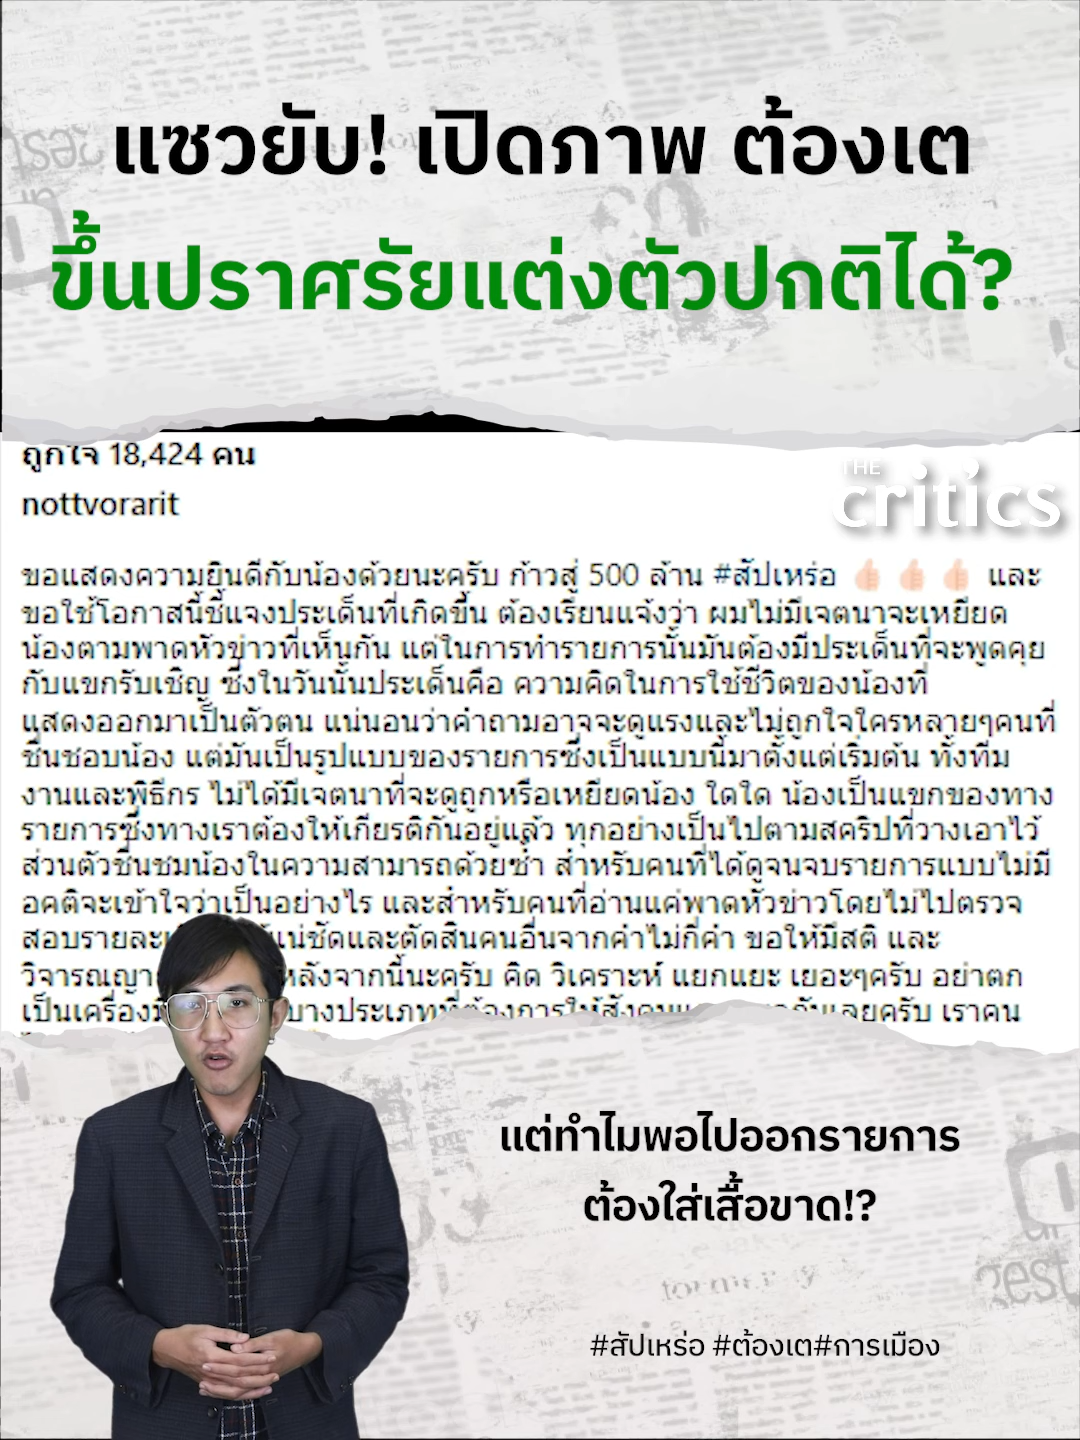 แซวยับ! เปิดภาพ ต้องเต
ขึ้นปราศรัยแต่งตัวปกติได้?
ถูกใจ 18,424 คน
THE
critics
nottvorarit
ขอแสดงความยินดีกับน้องด้วยนะครับ ก้าวสู่ 500 ล้าน #สัปเหร่อ 👍🏻 👍🏻 👍🏻 และ
ขอใช้โอกาสนี้ชี้แจงประเด็นที่เกิดขึ้น ต้องเรียนแจ้งว่า ผมไม่มีเจตนาจะเหยียด
น้องตามพาดหัวข่าวที่เห็นกัน แต่ในการทำรายการนั้นมันต้องมีประเด็นที่จะพูดคุย
กับแขกรับเชิญ ซึ่งในวันนั้นประเด็นคือ ความคิดในการใช้ชีวิตของน้องที่
แสดงออกมาเป็นตัวตน แน่นอนว่าคำถามอาจจะดูแรงและไม่ถูกใจใครหลายๆคนที่
ชื่นชอบน้อง แต่มันเป็นรูปแบบของรายการซึ่งเป็นแบบนี้มาตั้งแต่เริ่มต้น ทั้งทีม
งานและพิธีกร ไม่ได้มีเจตนาที่จะดูถูกหรือเหยียดน้อง ใดใด น้องเป็นแขกของทาง
รายการซึ่งทางเราต้องให้เกียรติกันอยู่แล้ว ทุกอย่างเป็นไปตามสคริปที่วางเอาไว้
ส่วนตัวชื่นชมน้องในความสามารถด้วยซ้ำ สำหรับคนที่ได้ดูจนจบรายการแบบไม่มี
อคติจะเข้าใจว่าเป็นอย่างไร และสำหรับคนที่อ่านแค่พาดหัวข่าวโดยไม่ไปตรวจ
สอบรายละ แน่ชัดและตัดสินคนอื่นจากคำไม่กี่คำ ขอให้มีสติ และ
วิจารณญา หลังจากนี้นะครับ คิด วิเคราะห์ แยกแยะ เยอะๆครับ อย่าตก
เป็นเครื่องมื บางประเภทที่ต้องการให้สังคม กันเลยครับ เราคน
แต่ทำไมพอไปออกรายการ
ต้องใส่เสื้อขาด!?
#สัปเหร่อ #ต้องเต#การเมือง